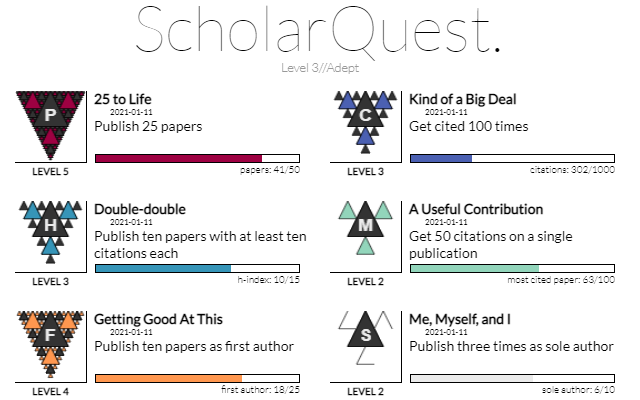 ScholarQuest.
Level 3//Adept
P
25 to Life
2021-01-11
Publish 25 papers
LEVEL 5
papers: 41/50
C
Kind of a Big Deal
2021-01-11
Get cited 100 times
LEVEL 3
citations: 302/1000
H
Double-double
2021-01-11
Publish ten papers with at least ten
citations each
LEVEL 3
h-index: 10/15
M
A Useful Contribution
2021-01-11
Get 50 citations on a single
publication
LEVEL 2
most cited paper: 63/100
F
Getting Good At This
2021-01-11
Publish ten papers as first author
LEVEL 4
first author: 18/25
S
Me, Myself, and I
2021-01-11
Publish three times as sole author
LEVEL 2
sole author: 6/10